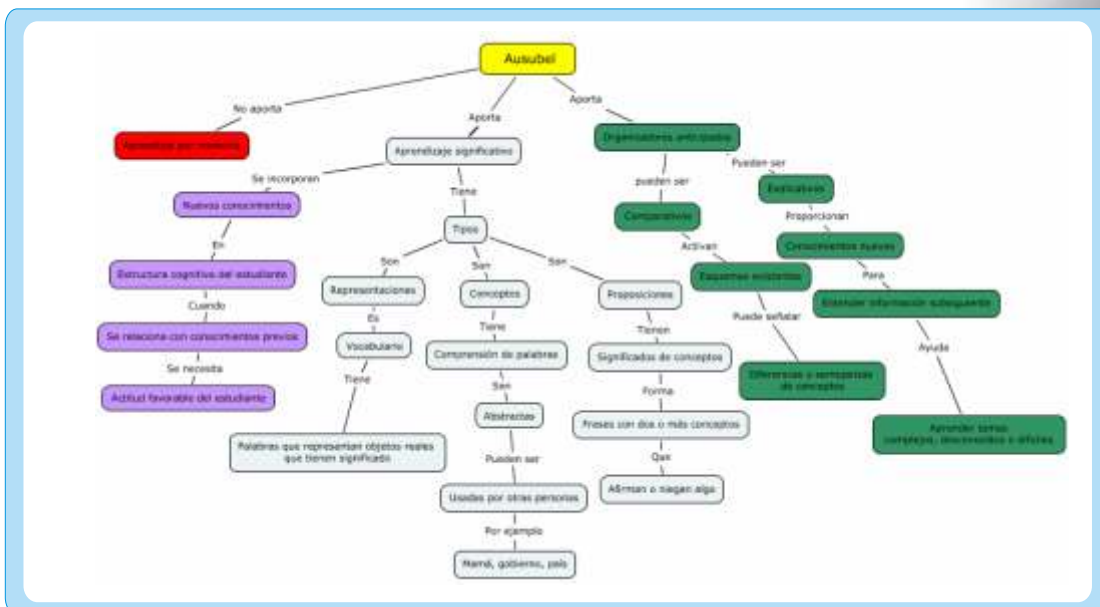 Ausubel
No aporta
Aporta
Aporta
Aprendizaje por memoria
Aprendizaje significativo
Organizadores anticipados
Se incorporan
Tiene
pueden ser
Pueden ser
Nuevos conocimientos
Tipos
Comparativos
Explicativos
En
Son
Son
Son
Activan
Proporcionan
Estructura cognitiva del estudiante
Representaciones
Conceptos
Proposiciones
Esquemas existentes
Conocimientos nuevos
Cuando
Es
Tiene
Tienen
Puede señalar
Para
Se relaciona con conocimientos previos
Vocabulario
Comprensión de palabras
Significados de conceptos
Entender información subsiguiente
Se necesita
Tiene
Son
Forma
Ayuda
Actitud favorable del estudiante
Abstractas
Frases con dos o más conceptos
Diferencias o semejanzas
de conceptos
Palabras que representan objetos reales
que tienen significado
Pueden ser
Que
Aprender temas
complejos, desconocidos o difíciles
Usadas por otras personas
Afirman o niegan algo
Por ejemplo
Mamá, gobierno, país